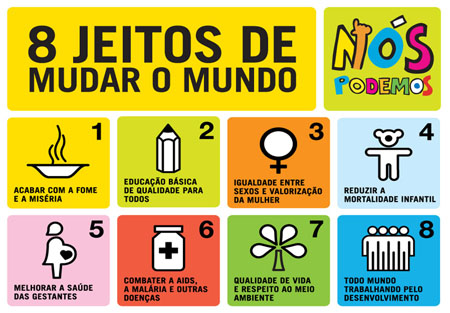 8 JEITOS DE
MUDAR O MUNDO
NÓS
PODEMOS
1
ACABAR COM A FOME
E A MISÉRIA
2
EDUCAÇÃO BÁSICA
DE QUALIDADE PARA
TODOS
3
IGUALDADE ENTRE
SEXOS E VALORIZAÇÃO
DA MULHER
4
REDUZIR A
MORTALIDADE INFANTIL
5
MELHORAR A SAÚDE
DAS GESTANTES
6
COMBATER A AIDS,
A MALÁRIA E OUTRAS
DOENÇAS
7
QUALIDADE DE VIDA
E RESPEITO AO MEIO
AMBIENTE
8
TODO MUNDO
TRABALHANDO PELO
DESENVOLVIMENTO